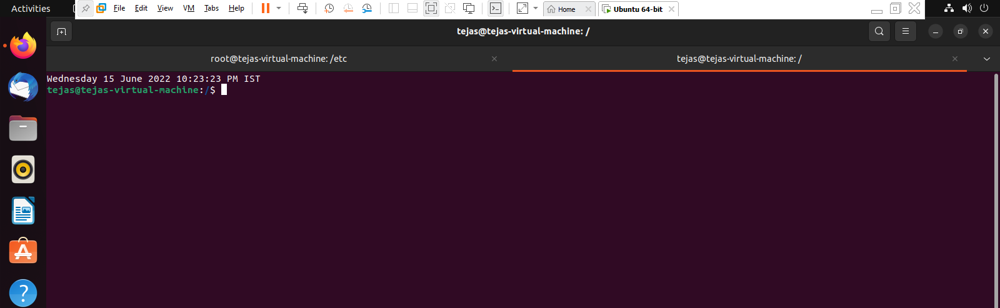 Activities
File Edit View VM Tabs Help
Home
Ubuntu 64-bit
tejas@tejas-virtual-machine: /
root@tejas-virtual-machine: /etc
tejas@tejas-virtual-machine: /
Wednesday 15 June 2022 10:23:23 PM IST
tejas@tejas-virtual-machine:/$